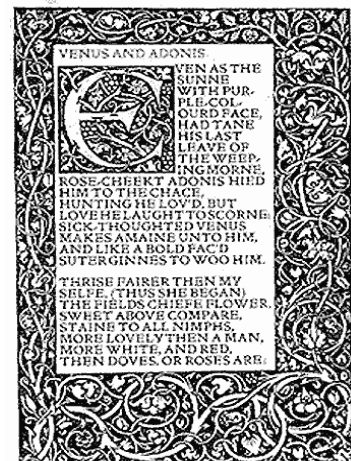 VENUS AND ADONIS.
EVEN AS THE
SUNNE
WITH PUR-
PLE-COL-
OURD FACE,
HAD TANE
HIS LAST
LEAVE OF
THE WEEP-
ING MORNE,
ROSE-CHEEKT ADONIS HIED
HIM TO THE CHACE,
HUNTING HE LOV'D, BUT
LOVE HE LAUGHT TO SCORNE:
SICK-THOUGHTED VENUS
MAKES AMAINE UNTO HIM,
AND LIKE A BOLD FAC'D
SUTER GINNES TO WOO HIM.
THRISE FAIRER THEN MY
SELFE, (THUS SHE BEGAN)
THE FIELDS CHIEFE FLOWER,
SWEET ABOVE COMPARE,
STAINE TO ALL NIMPHS,
MORE LOVELY THEN A MAN,
MORE WHITE, AND RED,
THEN DOVES, OR ROSES ARE: